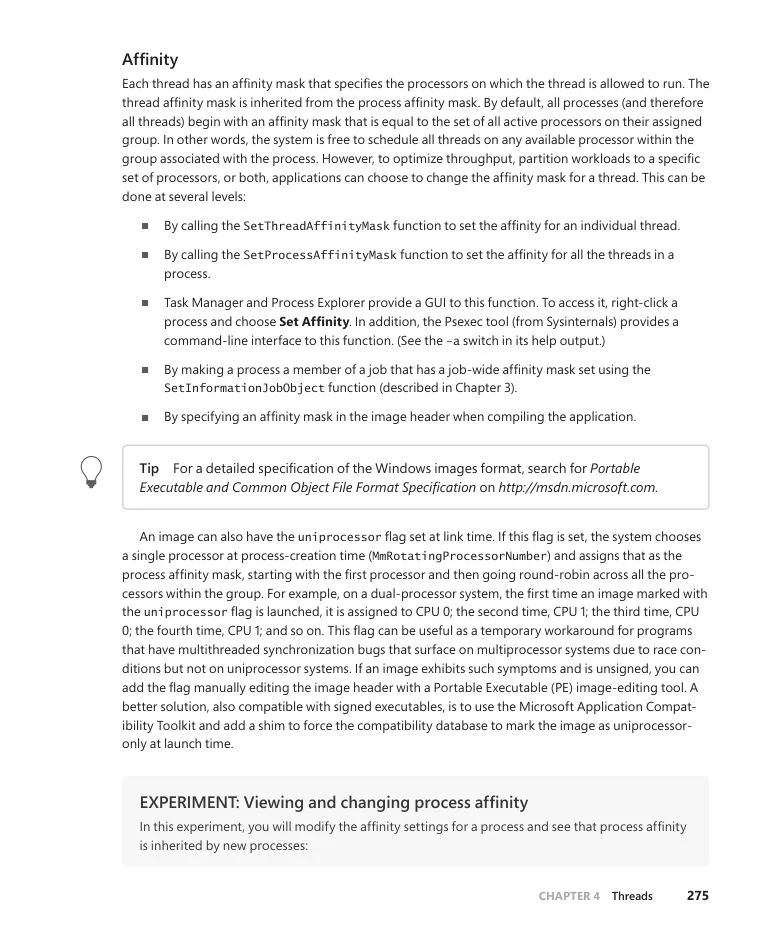 Affinity
Each thread has an affinity mask that specifies the processors on which the thread is allowed to run. The
thread affinity mask is inherited from the process affinity mask. By default, all processes (and therefore
all threads) begin with an affinity mask that is equal to the set of all active processors on their assigned
group. In other words, the system is free to schedule all threads on any available processor within the
group associated with the process. However, to optimize throughput, partition workloads to a specific
set of processors, or both, applications can choose to change the affinity mask for a thread. This can be
done at several levels:
■ By calling the SetThreadAffinityMask function to set the affinity for an individual thread.
■ By calling the SetProcessAffinityMask function to set the affinity for all the threads in a
process.
■ Task Manager and Process Explorer provide a GUI to this function. To access it, right-click a
process and choose Set Affinity. In addition, the Psexec tool (from Sysinternals) provides a
command-line interface to this function. (See the –a switch in its help output.)
■ By making a process a member of a job that has a job-wide affinity mask set using the
SetInformationJobObject function (described in Chapter 3).
■ By specifying an affinity mask in the image header when compiling the application.
Tip For a detailed specification of the Windows images format, search for Portable
Executable and Common Object File Format Specification on http://msdn.microsoft.com.
An image can also have the uniprocessor flag set at link time. If this flag is set, the system chooses
a single processor at process-creation time (MmRotatingProcessorNumber) and assigns that as the
process affinity mask, starting with the first processor and then going round-robin across all the pro-
cessors within the group. For example, on a dual-processor system, the first time an image marked with
the uniprocessor flag is launched, it is assigned to CPU 0; the second time, CPU 1; the third time, CPU
0; the fourth time, CPU 1; and so on. This flag can be useful as a temporary workaround for programs
that have multithreaded synchronization bugs that surface on multiprocessor systems due to race con-
ditions but not on uniprocessor systems. If an image exhibits such symptoms and is unsigned, you can
add the flag manually editing the image header with a Portable Executable (PE) image-editing tool. A
better solution, also compatible with signed executables, is to use the Microsoft Application Compat-
ibility Toolkit and add a shim to force the compatibility database to mark the image as uniprocessor-
only at launch time.
EXPERIMENT: Viewing and changing process affinity
In this experiment, you will modify the affinity settings for a process and see that process affinity
is inherited by new processes:
CHAPTER 4 Threads 275